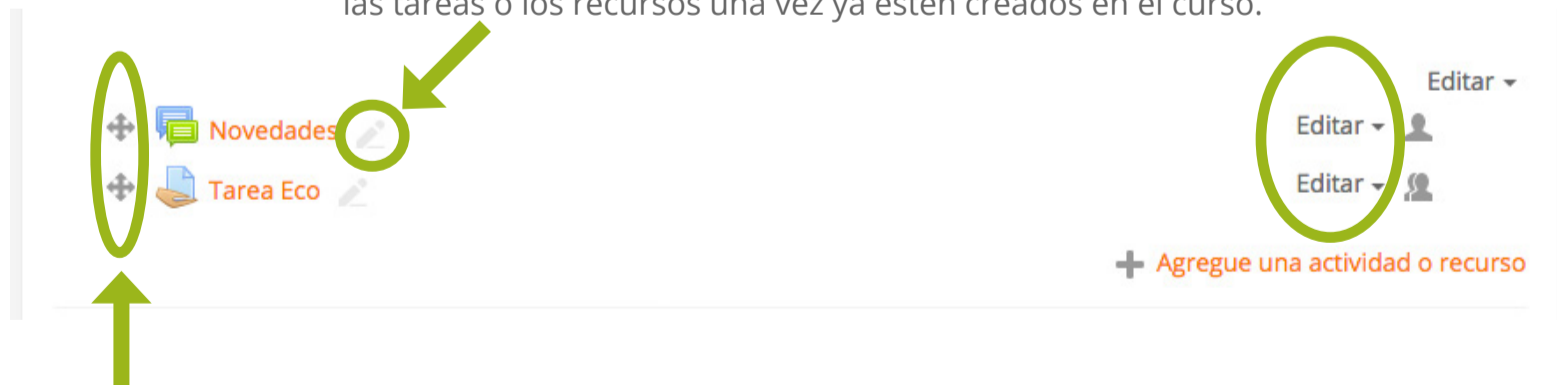 las tareas o los recursos una vez ya estén creados en el curso.
Editar
Novedades Editar
Tarea Eco Editar
Agregue una actividad o recurso